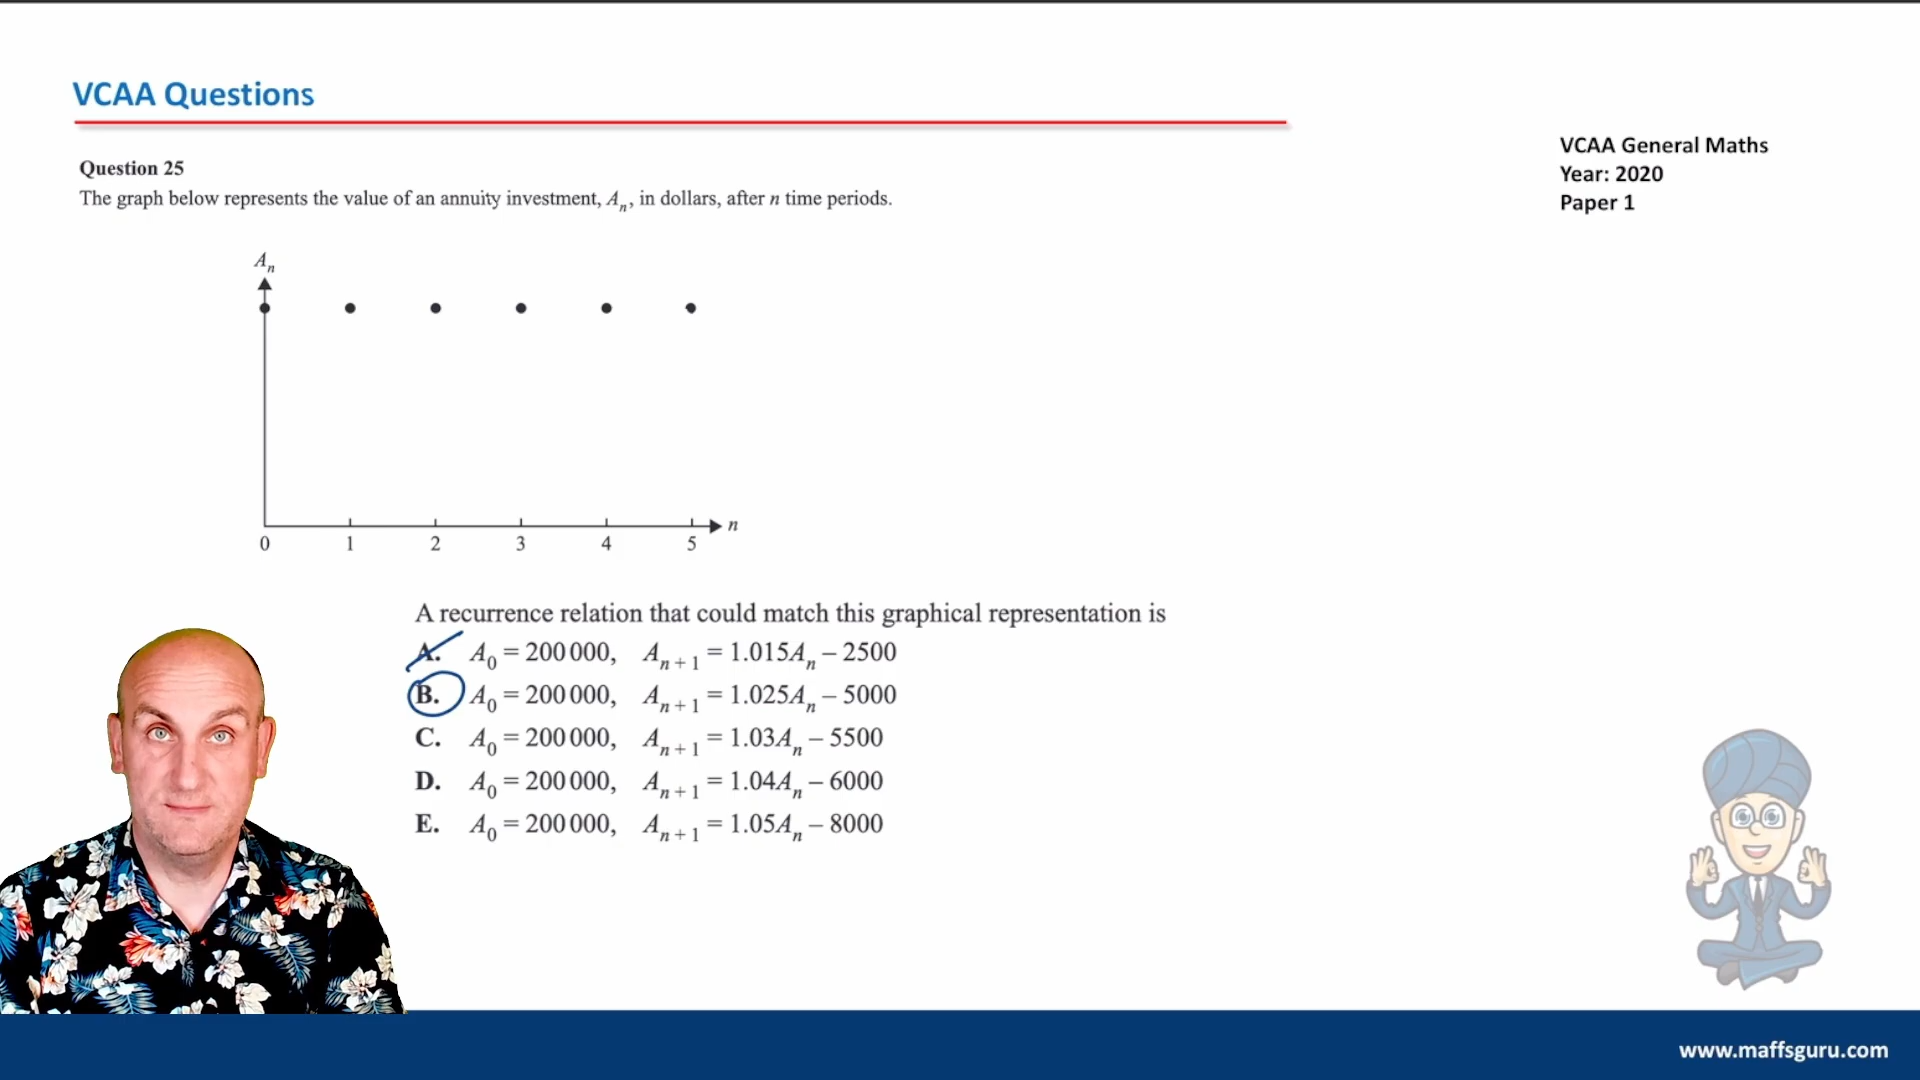 VCAA Questions
VCAA General Maths
Year: 2020
Paper 1
Question 25
The graph below represents the value of an annuity investment, Aₙ, in dollars, after n time periods.
Aₙ
n
0 1 2 3 4 5
A recurrence relation that could match this graphical representation is
A. A₀ = 200 000, Aₙ₊₁ = 1.015Aₙ – 2500
B. A₀ = 200 000, Aₙ₊₁ = 1.025Aₙ – 5000
C. A₀ = 200 000, Aₙ₊₁ = 1.03Aₙ – 5500
D. A₀ = 200 000, Aₙ₊₁ = 1.04Aₙ – 6000
E. A₀ = 200 000, Aₙ₊₁ = 1.05Aₙ – 8000
www.maffsguru.com